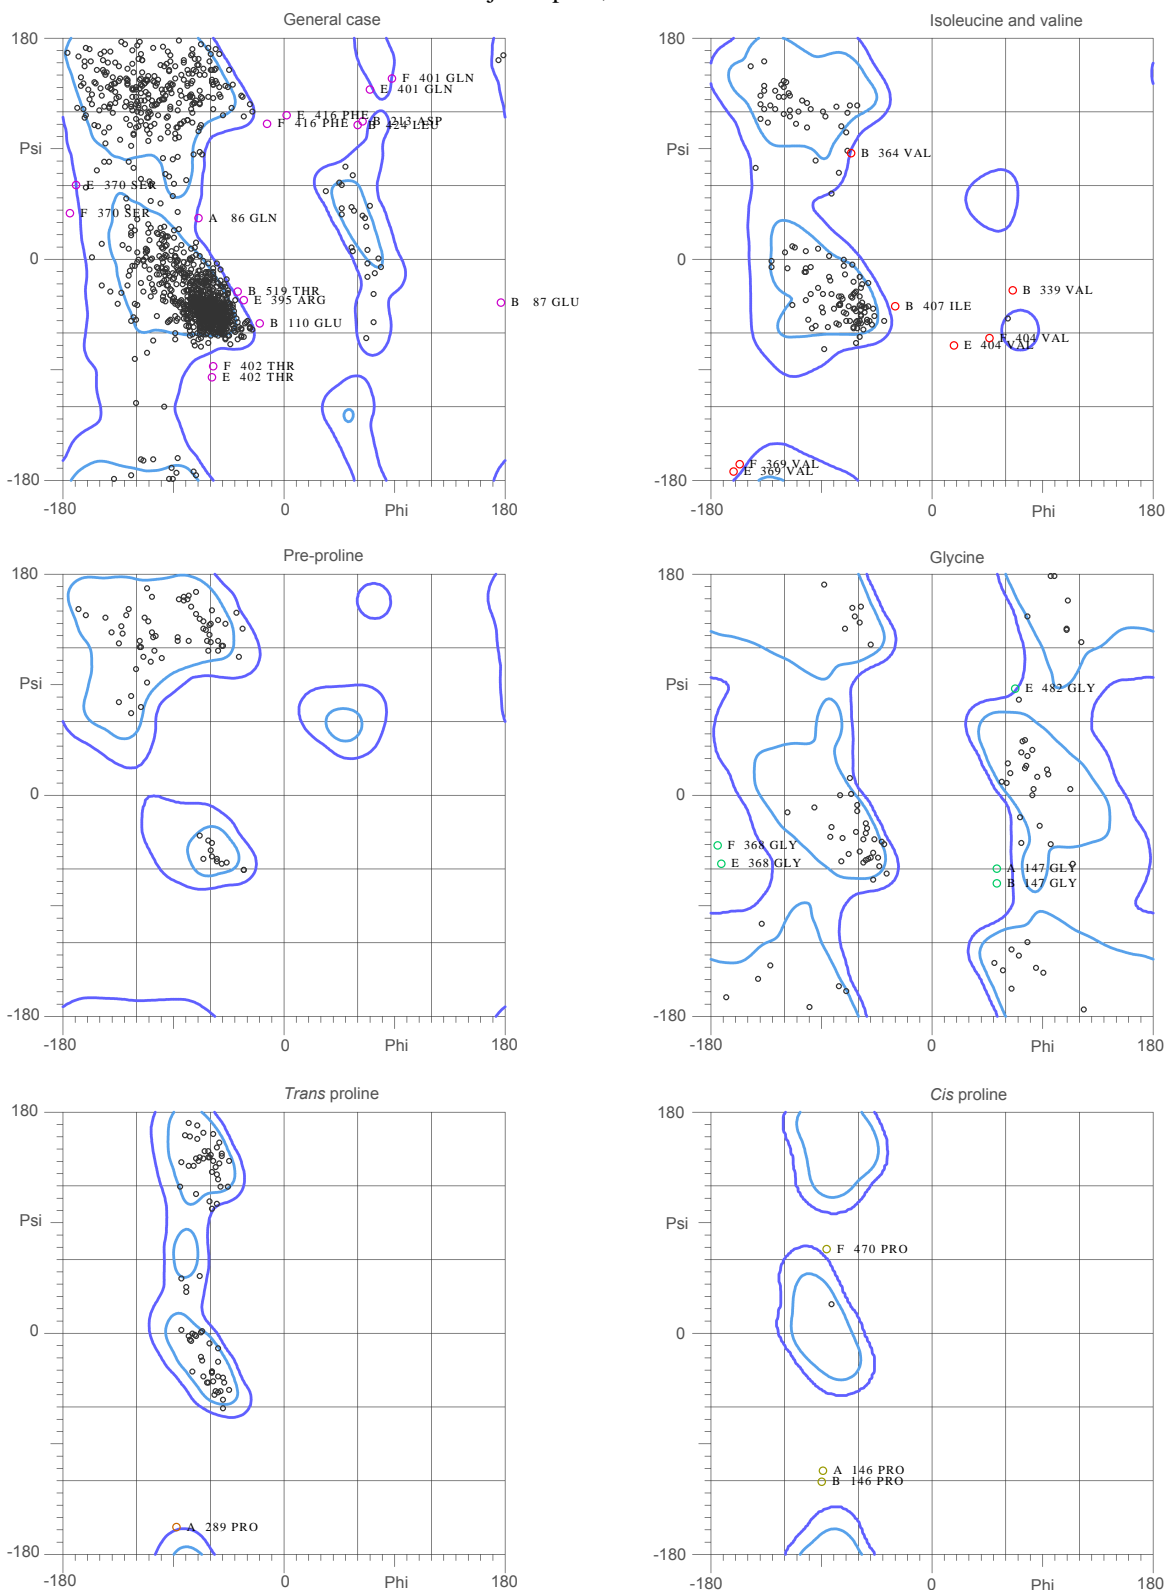 General case
180
F 401 GLN
E 401 GLN
E 416 PHE
F 416 PHE
B 213 ASP
B 424 LEU
Psi
E 370 SER
F 370 SER
A 86 GLN
0
B 519 THR
E 395 ARG
B 87 GLU
B 110 GLU
F 402 THR
E 402 THR
-180
-180
0
Phi
180
Isoleucine and valine
180
Psi
B 364 VAL
0
B 339 VAL
B 407 ILE
F 404 VAL
E 404 VAL
F 369 VAL
E 369 VAL
-180
-180
0
Phi
180
Pre-proline
180
Psi
0
-180
-180
0
Phi
180
Glycine
180
Psi
E 482 GLY
0
F 368 GLY
E 368 GLY
A 147 GLY
B 147 GLY
-180
-180
0
Phi
180
Trans proline
180
Psi
0
A 289 PRO
-180
-180
0
Phi
180
Cis proline
180
Psi
F 470 PRO
0
A 146 PRO
B 146 PRO
-180
-180
0
Phi
180